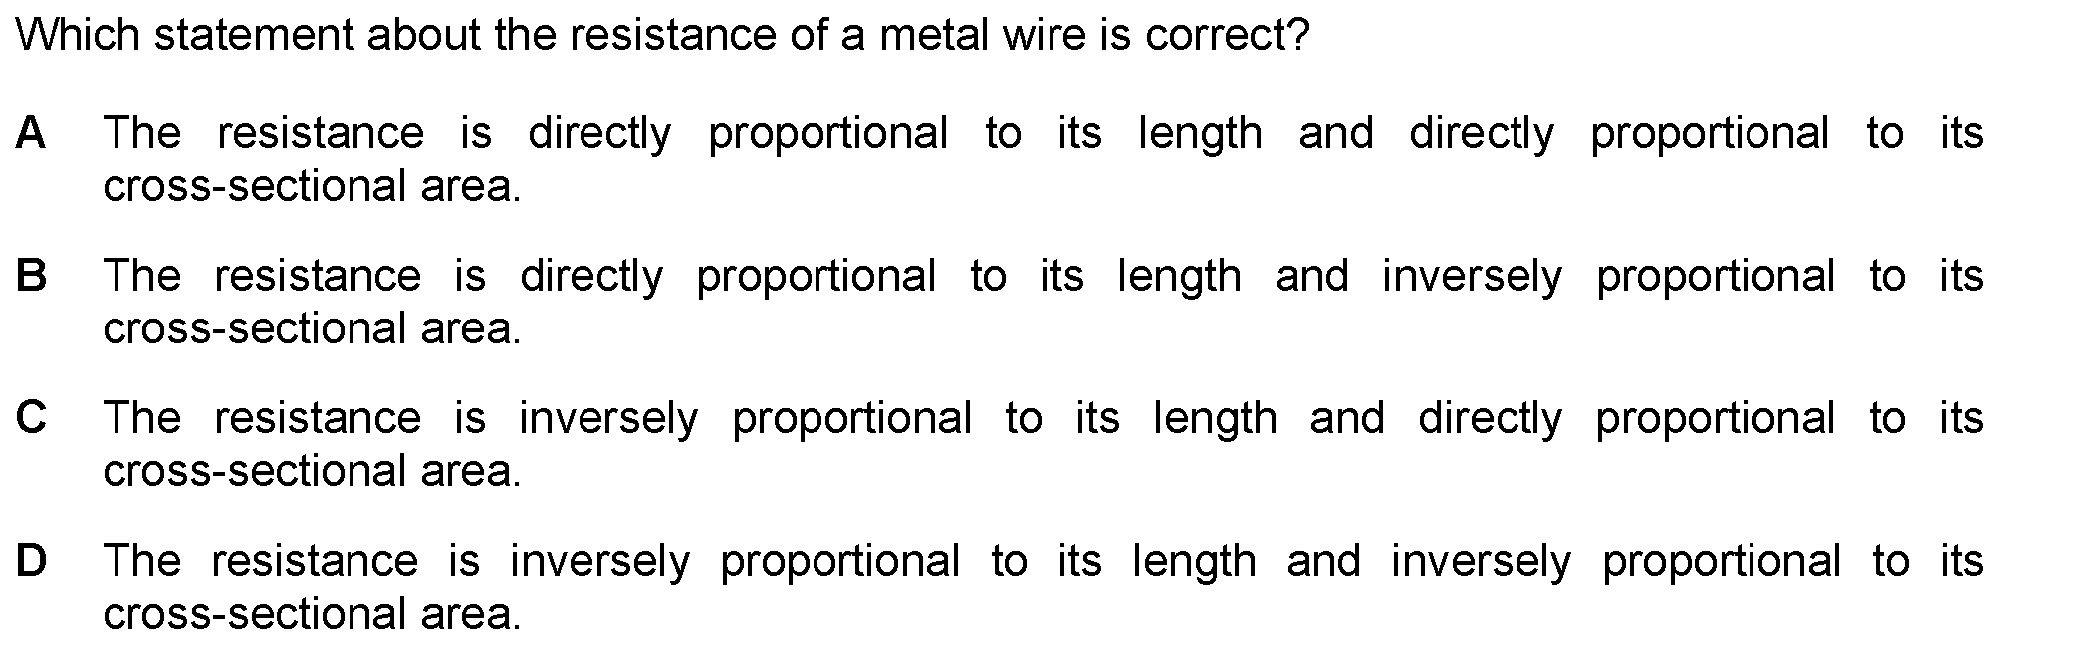 Which statement about the resistance of a metal wire is correct?
A The resistance is directly proportional to its length and directly proportional to its
cross-sectional area.
B The resistance is directly proportional to its length and inversely proportional to its
cross-sectional area.
C The resistance is inversely proportional to its length and directly proportional to its
cross-sectional area.
D The resistance is inversely proportional to its length and inversely proportional to its
cross-sectional area.